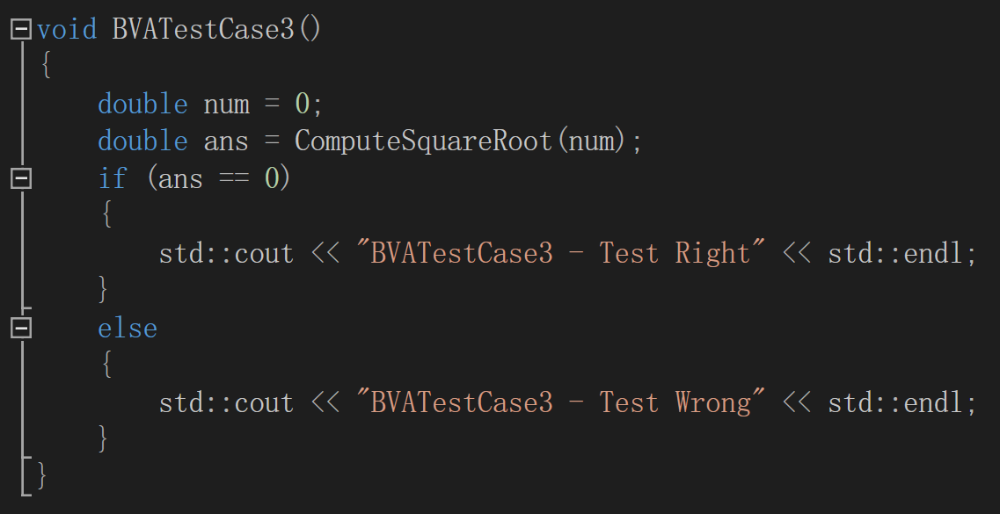 void BVATestCase3()
{
    double num = 0;
    double ans = ComputeSquareRoot(num);
    if (ans == 0)
    {
        std::cout << "BVATestCase3 - Test Right" << std::endl;
    }
    else
    {
        std::cout << "BVATestCase3 - Test Wrong" << std::endl;
    }
}